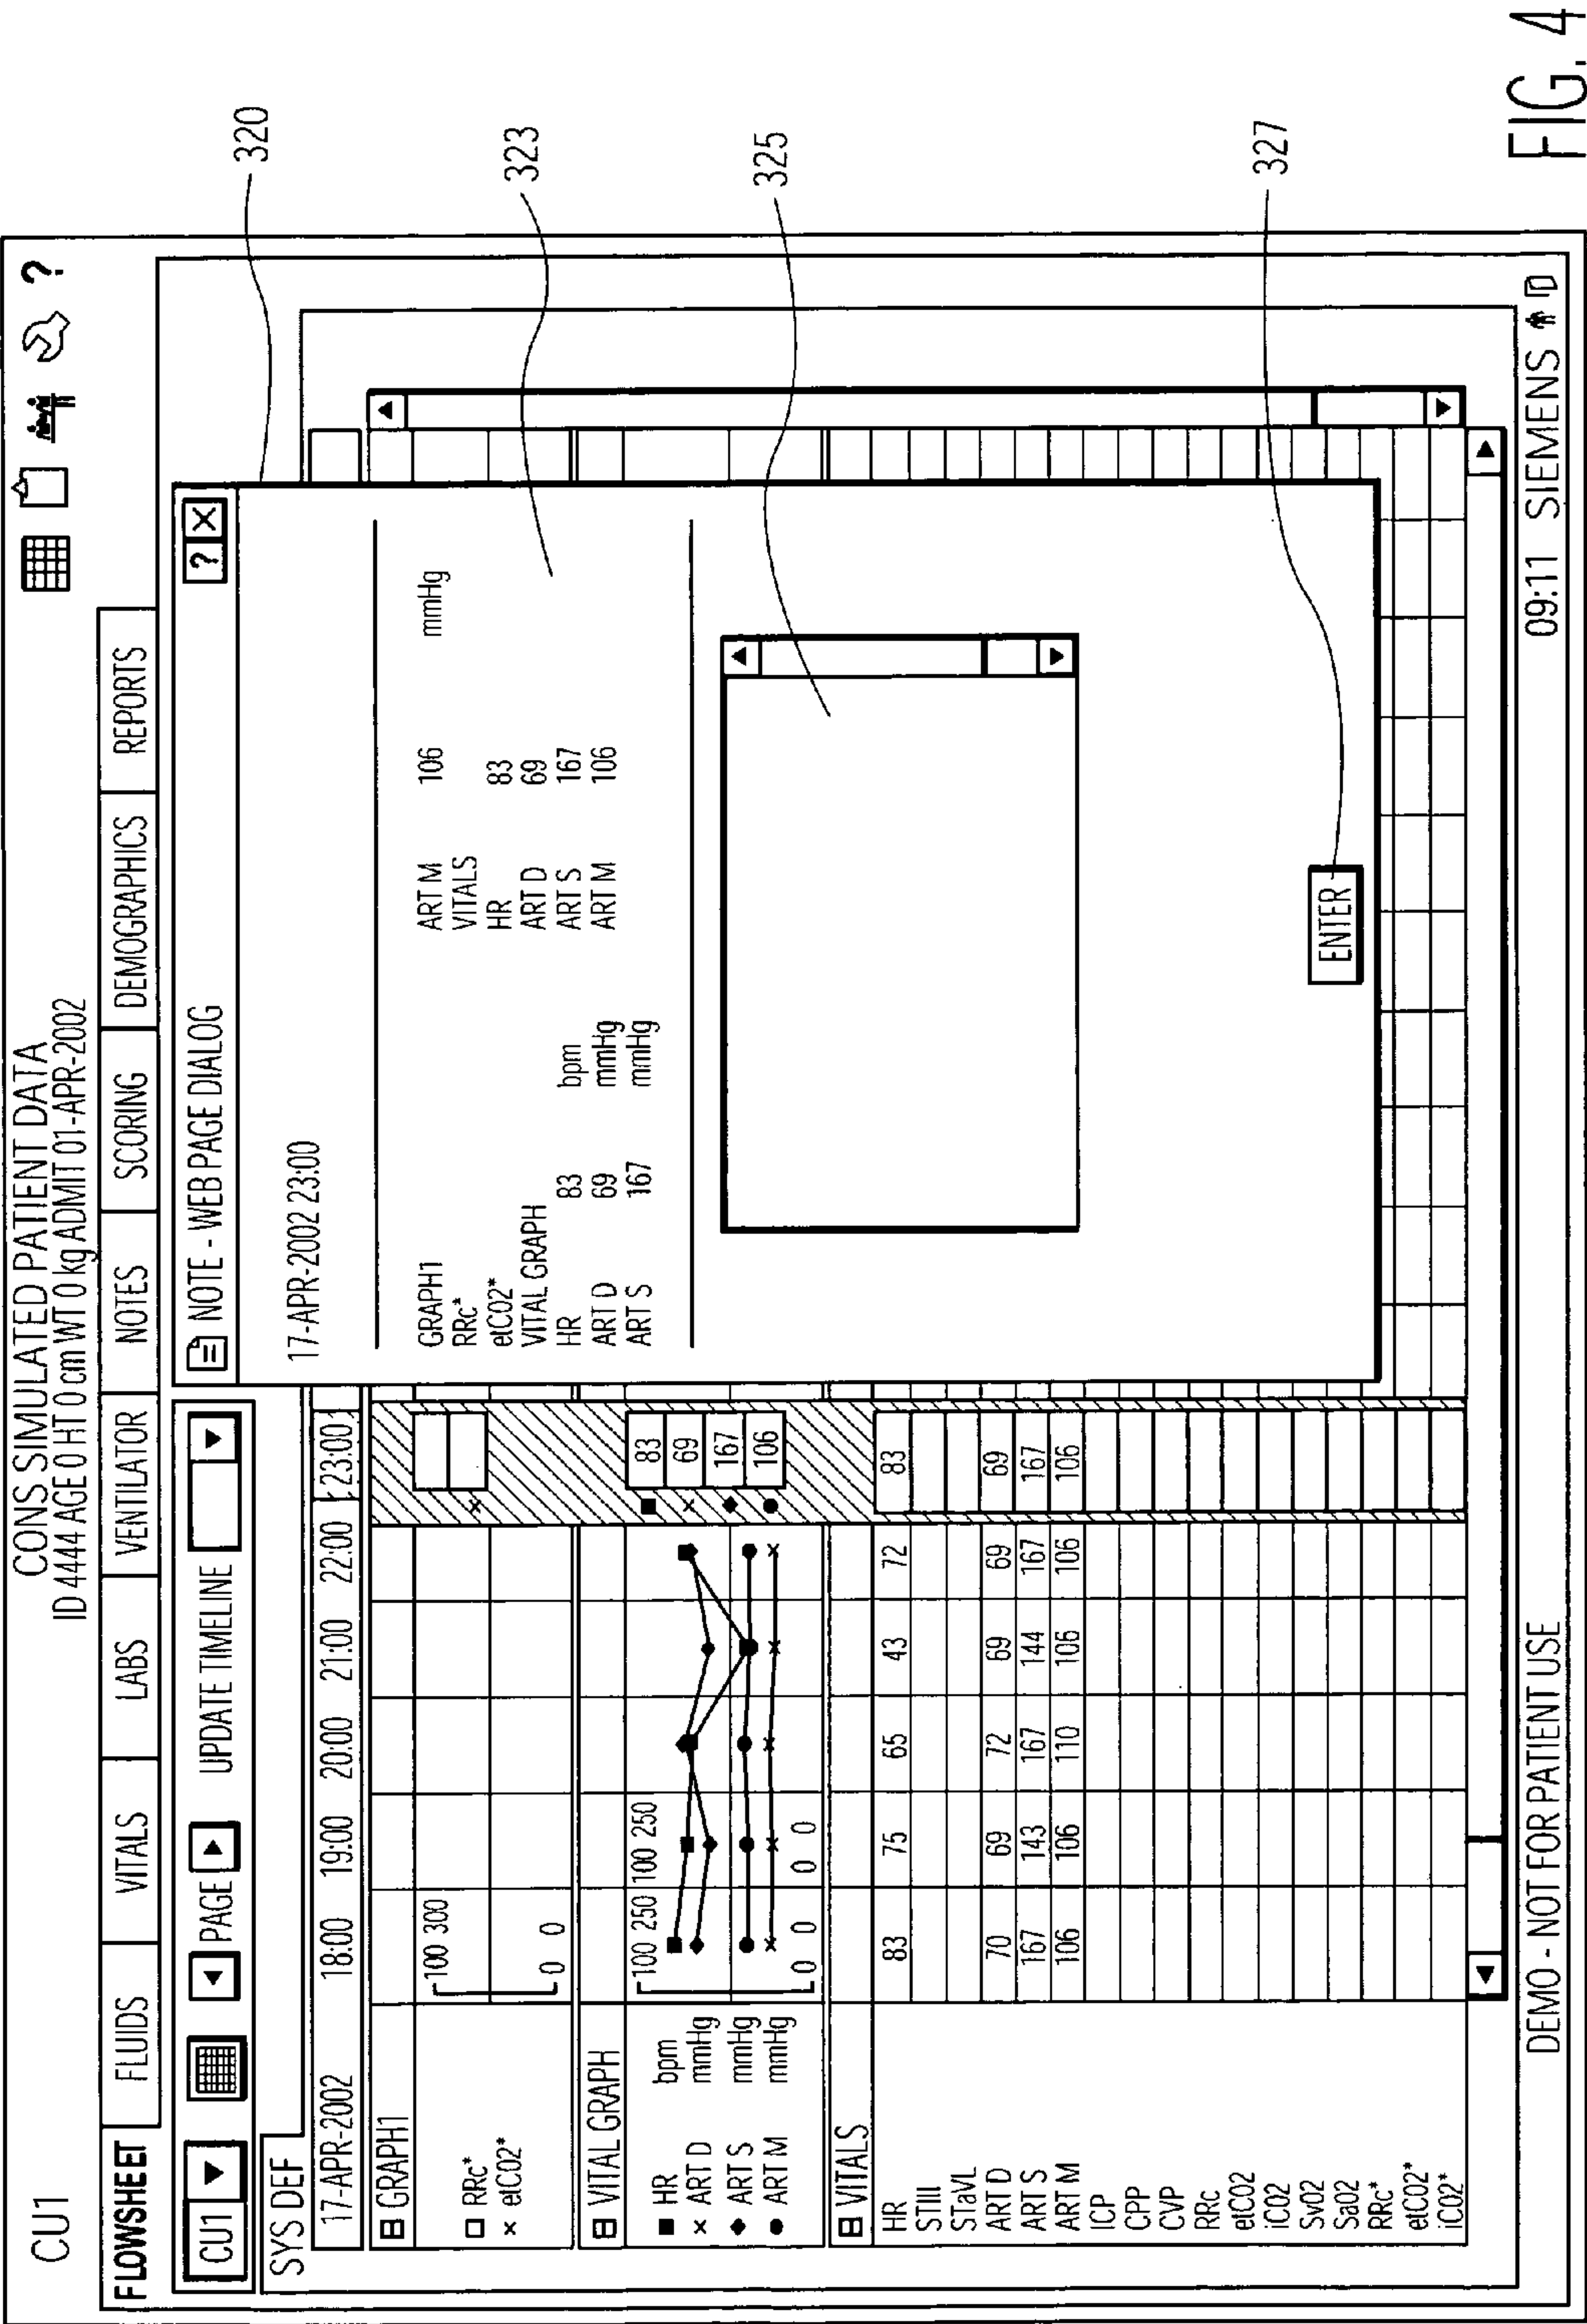 CU1
CONS SIMULATED PATIENT DATA
ID 4444 AGE 0 HT 0 cm WT 0 kg ADMIT 01-APR-2002
?
FLOWSHEET FLUIDS VITALS LABS VENTILATOR NOTES SCORING DEMOGRAPHICS REPORTS
CU1 PAGE UPDATE TIMELINE
SYS DEF
17-APR-2002 18:00 19:00 20:00 21:00 22:00 23:00
GRAPH1
RRc* 100 300
etC02* 0 0
VITAL GRAPH
100 250 100 250
HR bpm 83
ART D mmHg 69
ART S mmHg 167
ART M mmHg 106
0 0 0 0
VITALS
HR 83 75 65 43 72 83
STIII
STaVL
ART D 70 69 72 69 69 69
ART S 167 143 167 144 167 167
ART M 106 106 110 106 106 106
ICP
CPP
CVP
RRc
etC02
iC02
Sv02
Sa02
RRc*
etC02*
iC02*
NOTE - WEB PAGE DIALOG ? X
17-APR-2002 23:00
GRAPH1 ART M 106 mmHg
RRc* VITALS
etC02* HR 83
VITAL GRAPH ART D 69
HR 83 bpm ART S 167
ART D 69 mmHg ART M 106
ART S 167 mmHg
ENTER
DEMO - NOT FOR PATIENT USE 09:11 SIEMENS
320
323
325
327
FIG. 4